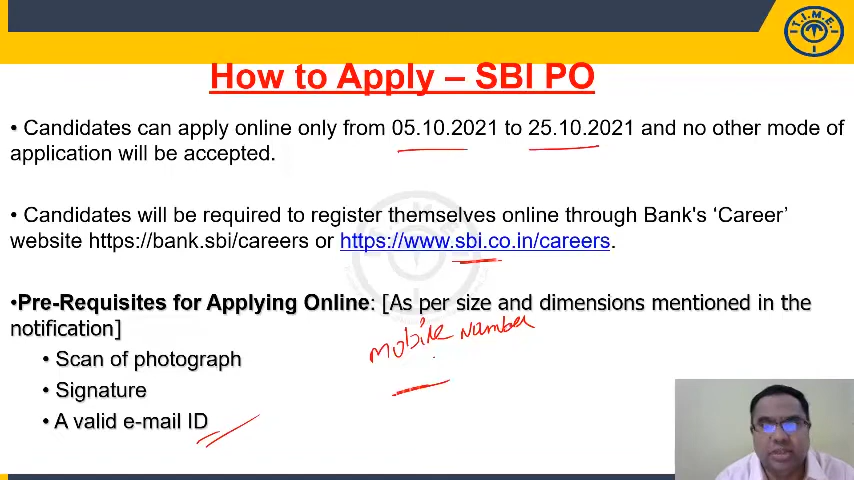 T.I.M.E.
How to Apply – SBI PO
• Candidates can apply online only from 05.10.2021 to 25.10.2021 and no other mode of
application will be accepted.
• Candidates will be required to register themselves online through Bank's ‘Career’
website https://bank.sbi/careers or https://www.sbi.co.in/careers.
•Pre-Requisites for Applying Online: [As per size and dimensions mentioned in the
notification]
mobile number
• Scan of photograph
• Signature
• A valid e-mail ID